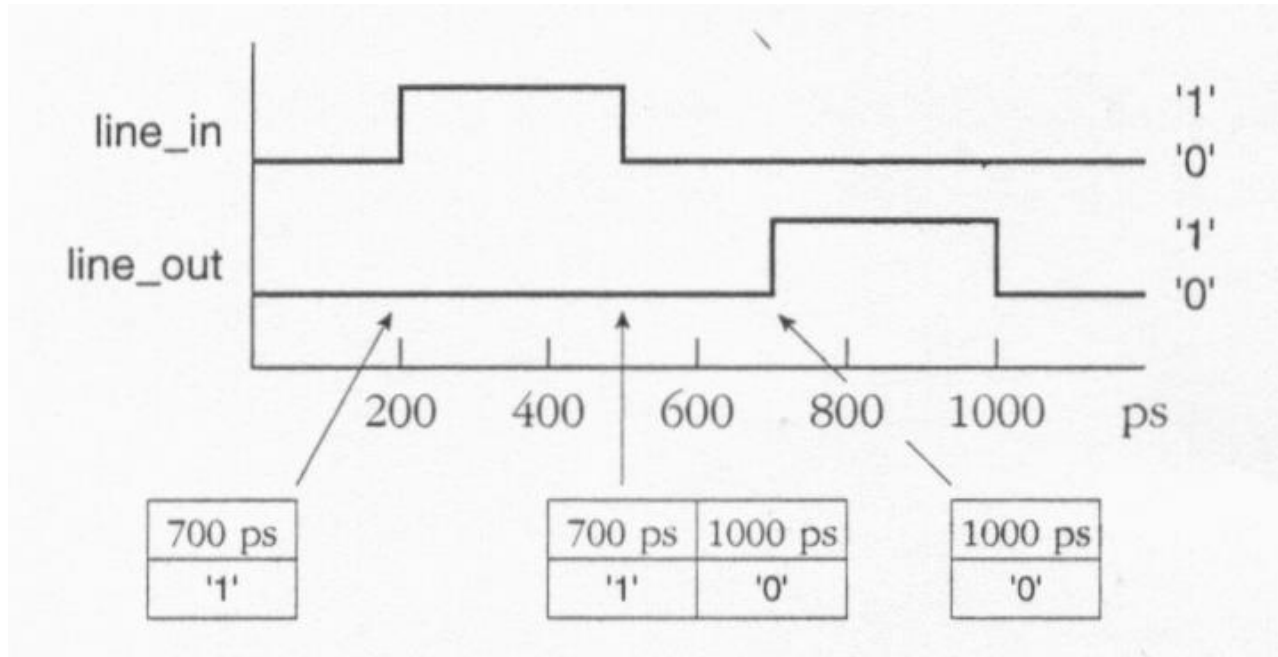 line_in '1'
'0'
line_out '1'
'0'
200 400 600 800 1000 ps
700 ps 700 ps 1000 ps 1000 ps
'1' '1' '0' '0'